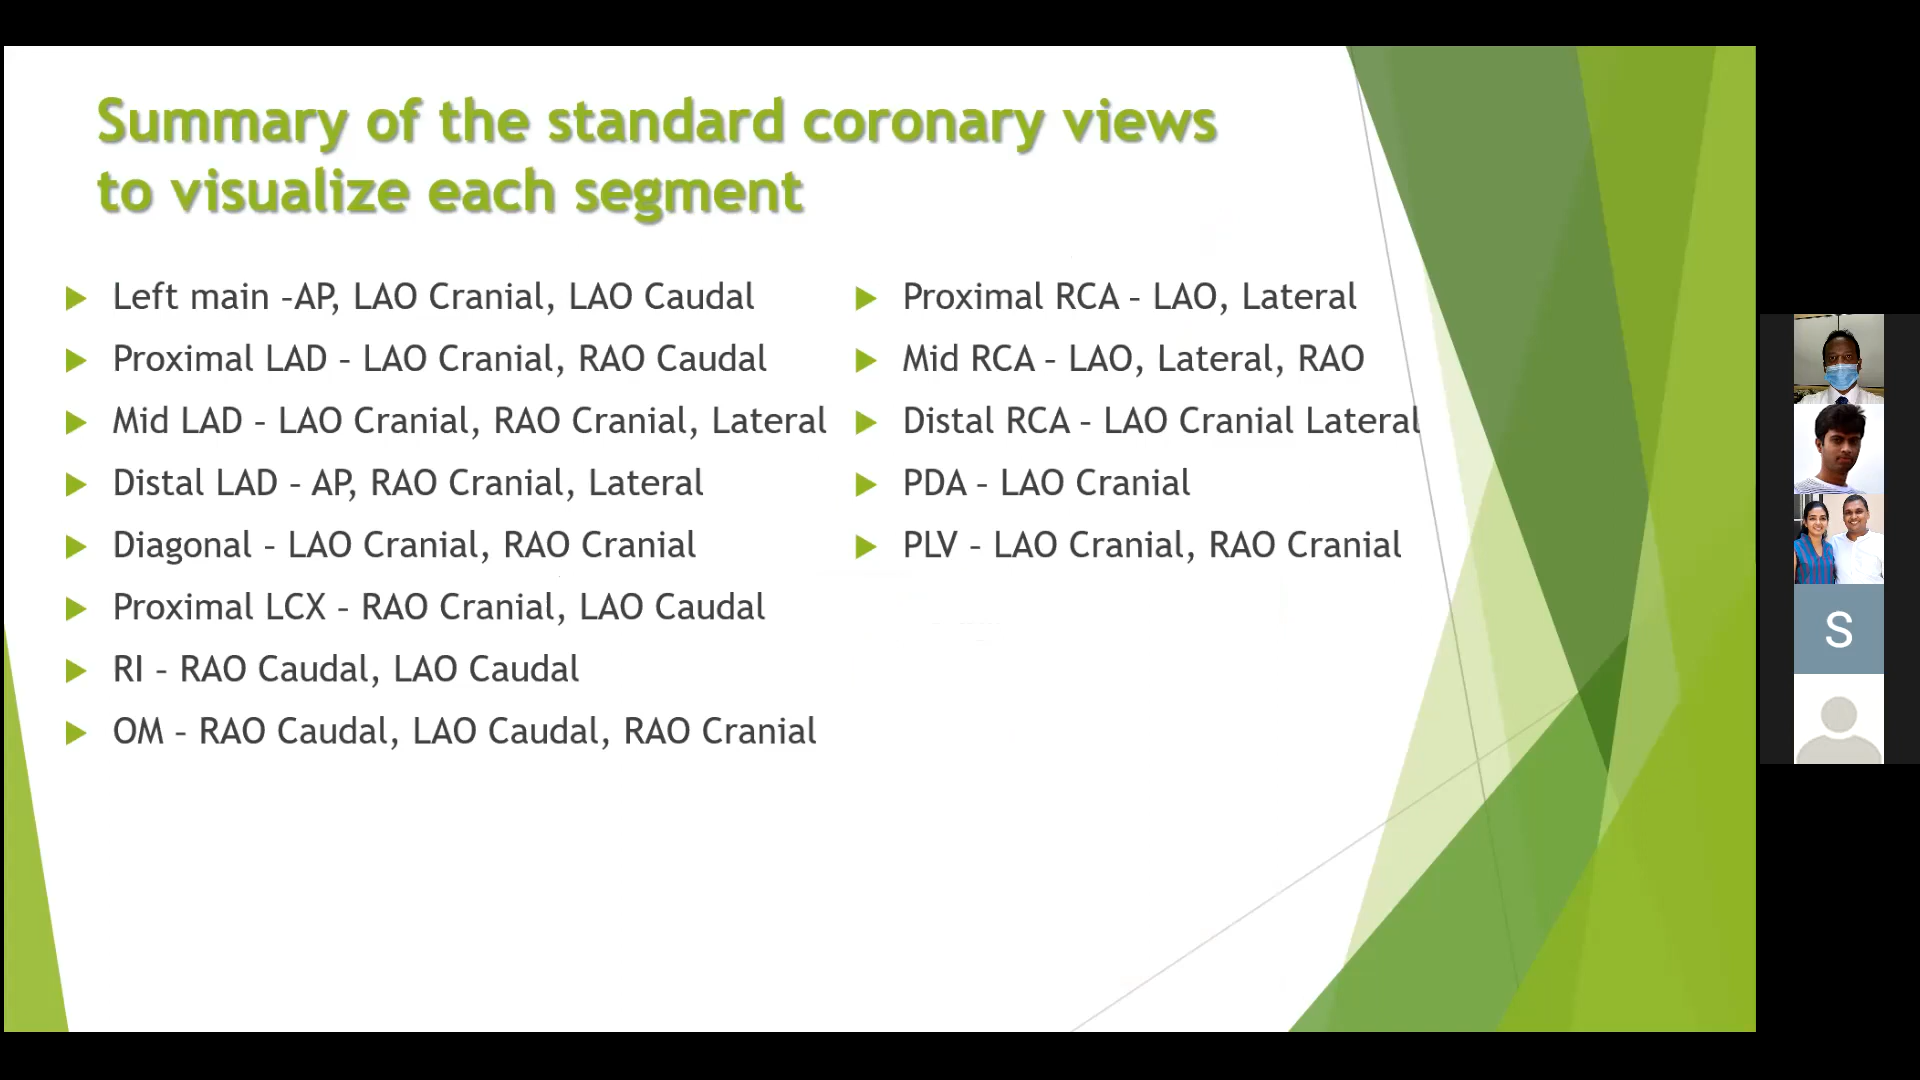 Summary of the standard coronary views
to visualize each segment
Left main –AP, LAO Cranial, LAO Caudal
Proximal LAD – LAO Cranial, RAO Caudal
Mid LAD – LAO Cranial, RAO Cranial, Lateral
Distal LAD – AP, RAO Cranial, Lateral
Diagonal – LAO Cranial, RAO Cranial
Proximal LCX – RAO Cranial, LAO Caudal
RI – RAO Caudal, LAO Caudal
OM – RAO Caudal, LAO Caudal, RAO Cranial
Proximal RCA – LAO, Lateral
Mid RCA – LAO, Lateral, RAO
Distal RCA – LAO Cranial Lateral
PDA – LAO Cranial
PLV – LAO Cranial, RAO Cranial
S